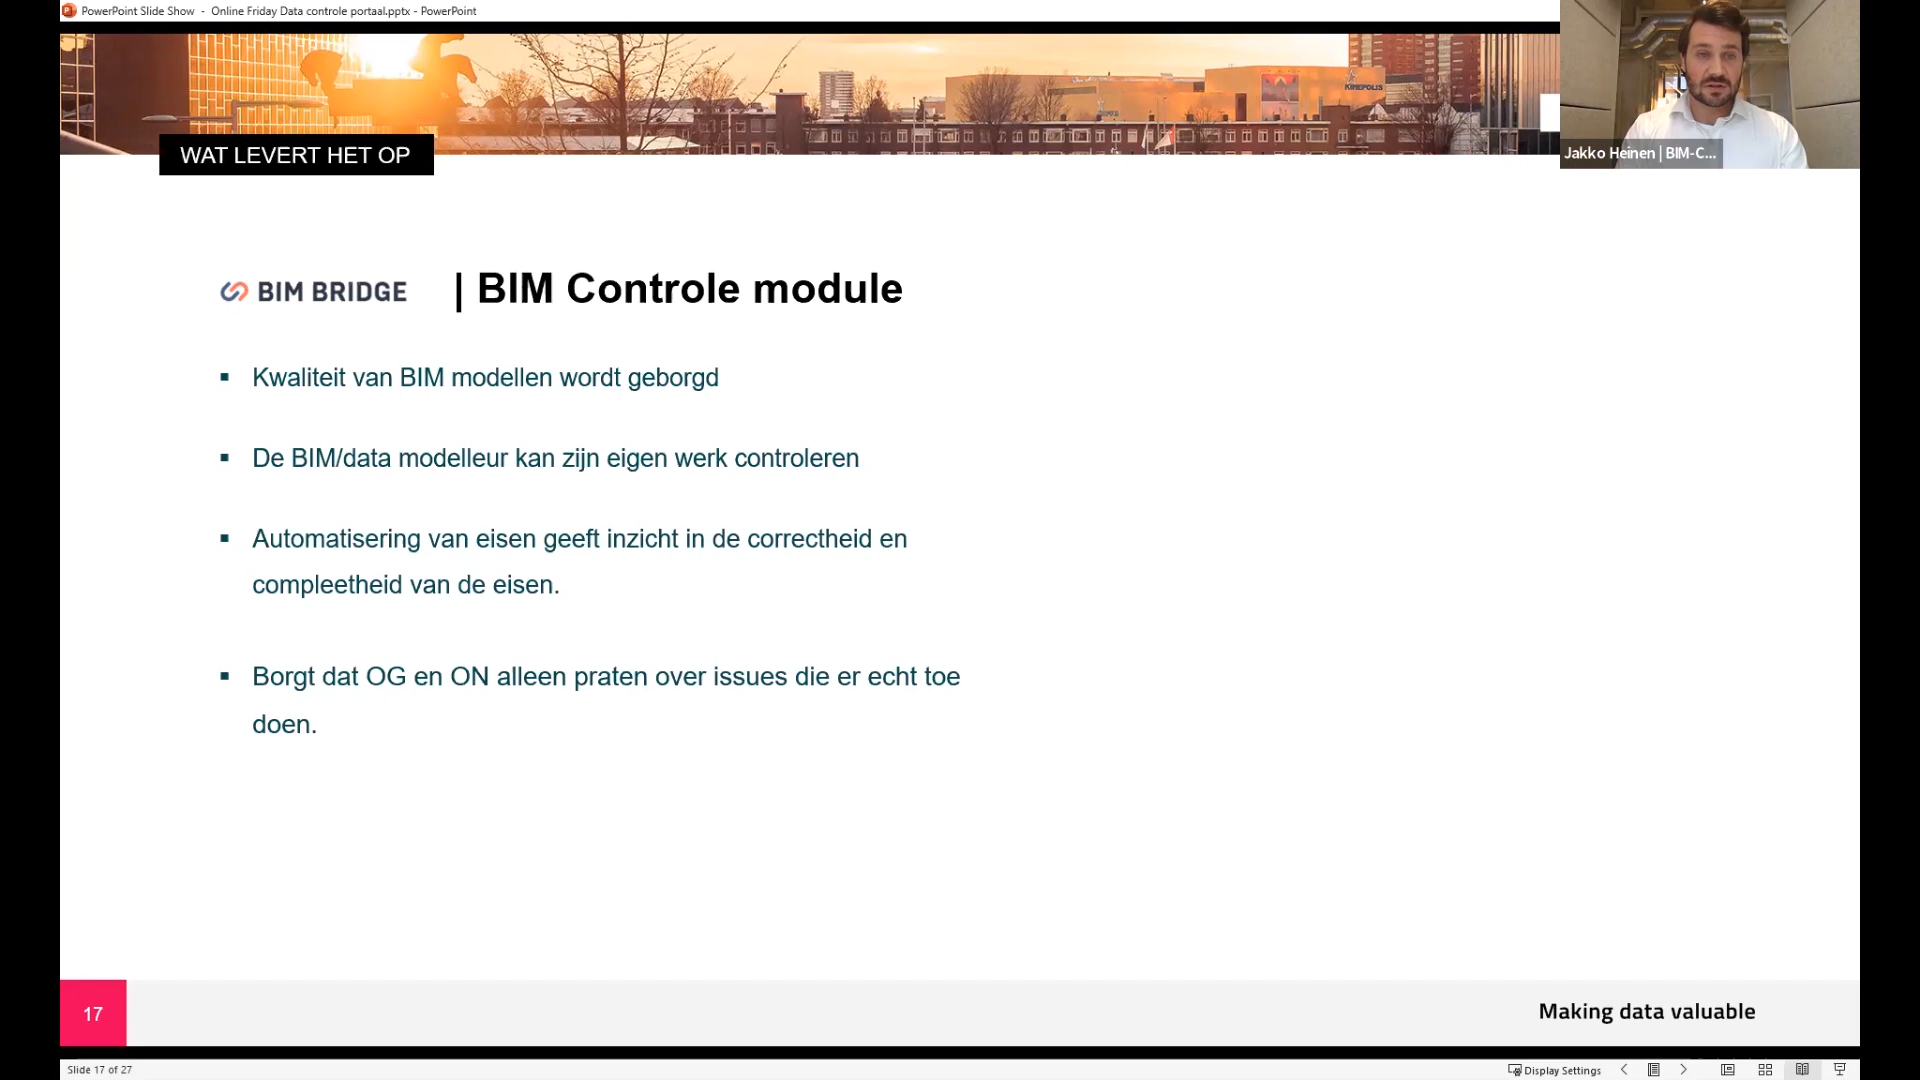 PowerPoint Slide Show - Online Friday Data controle portaal.pptx - PowerPoint
KINEPOLIS
Jakko Heinen | BIM-C...
WAT LEVERT HET OP
BIM BRIDGE | BIM Controle module
▪ Kwaliteit van BIM modellen wordt geborgd
▪ De BIM/data modelleur kan zijn eigen werk controleren
▪ Automatisering van eisen geeft inzicht in de correctheid en
compleetheid van de eisen.
▪ Borgt dat OG en ON alleen praten over issues die er echt toe
doen.
17
Making data valuable
Slide 17 of 27
Display Settings